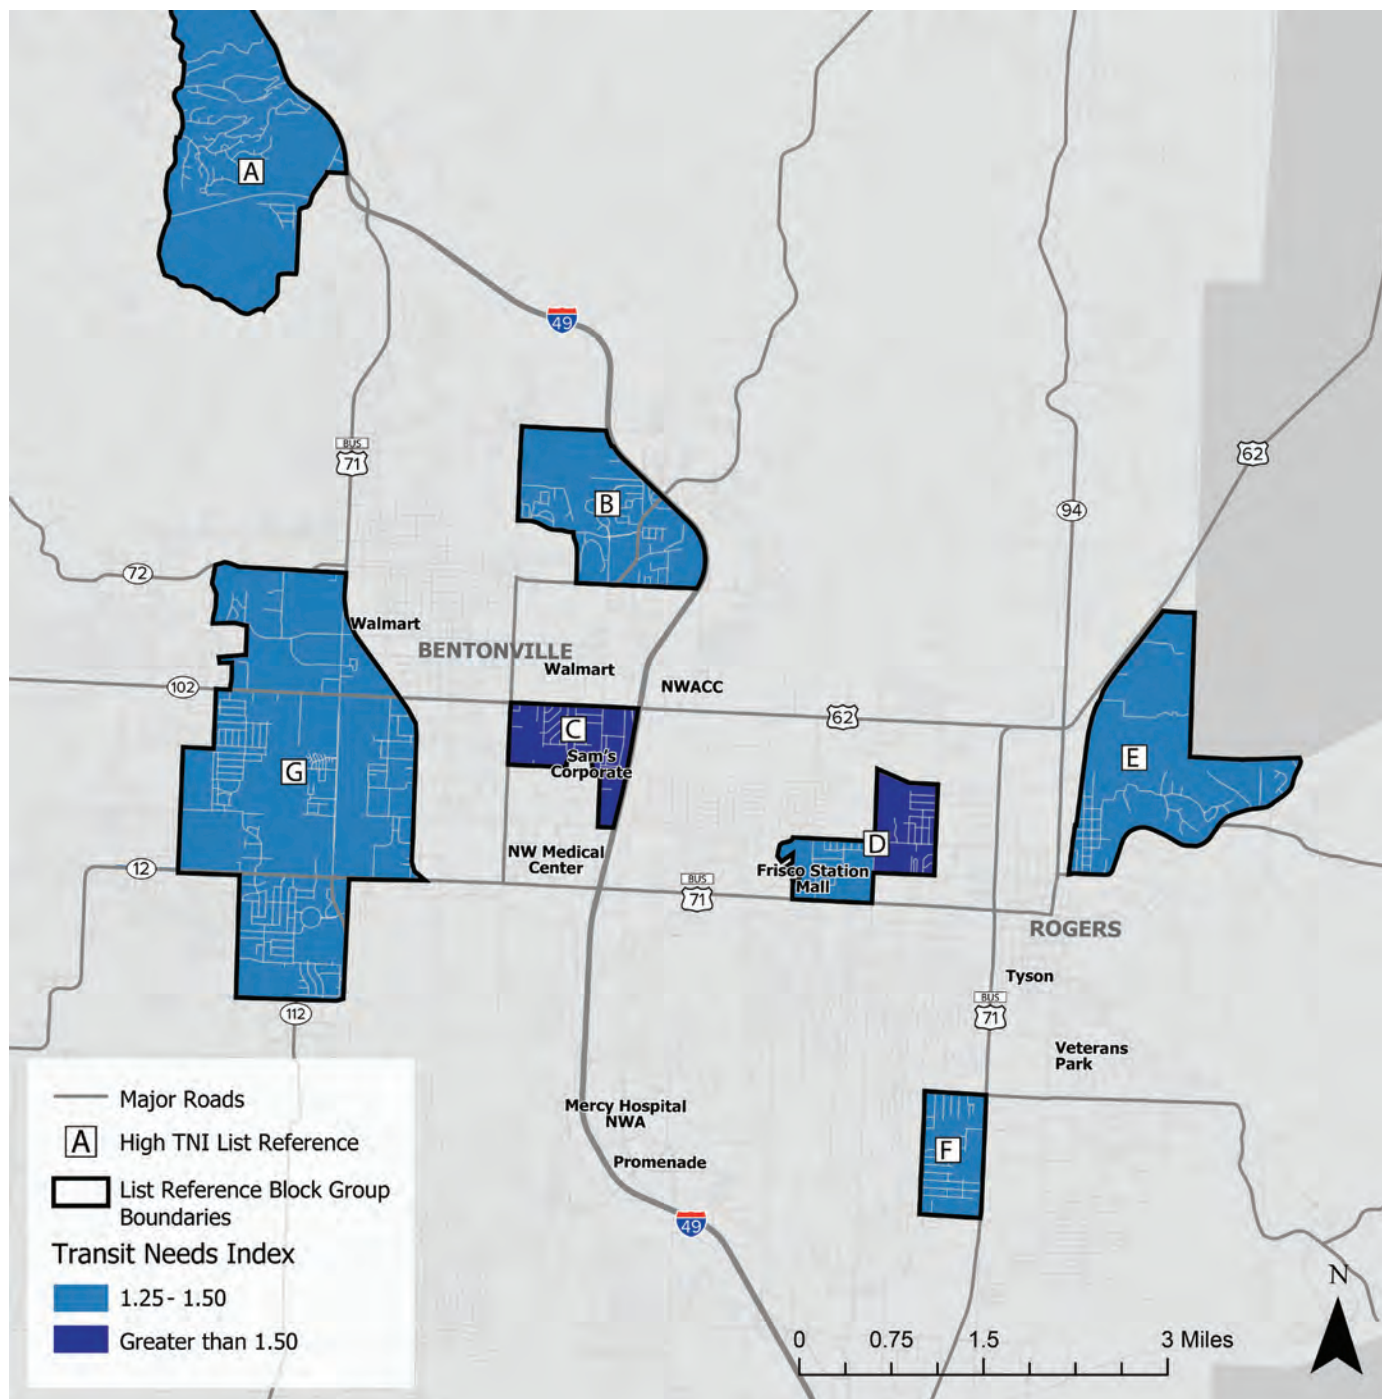 A
49
BUS
71
62
B
94
72
Walmart
BENTONVILLE
Walmart
102
NWACC
62
C
Sam's
Corporate
E
G
D
NW Medical
Center
12
Frisco Station
Mall
BUS
71
ROGERS
Tyson
BUS
71
112
Veterans
Park
Mercy Hospital
NWA
F
Promenade
49
Major Roads
A High TNI List Reference
List Reference Block Group
Boundaries
Transit Needs Index
1.25 - 1.50
Greater than 1.50
N
0 0.75 1.5 3 Miles